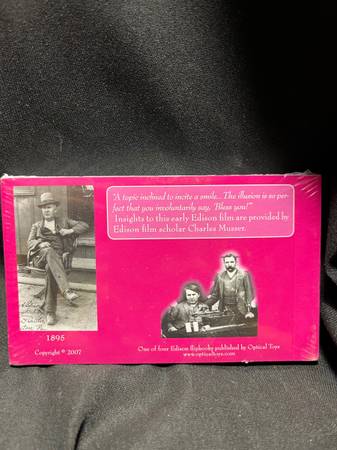 "A topic inclined to incite a smile... The illusion is so per-
fect that you involuntarily say, 'Bless you!'"
Insights to this early Edison film are provided by
Edison film scholar Charles Musser.
1895
Copyright © 2007
One of four Edison flipbooks published by Optical Toys
www.opticaltoys.com